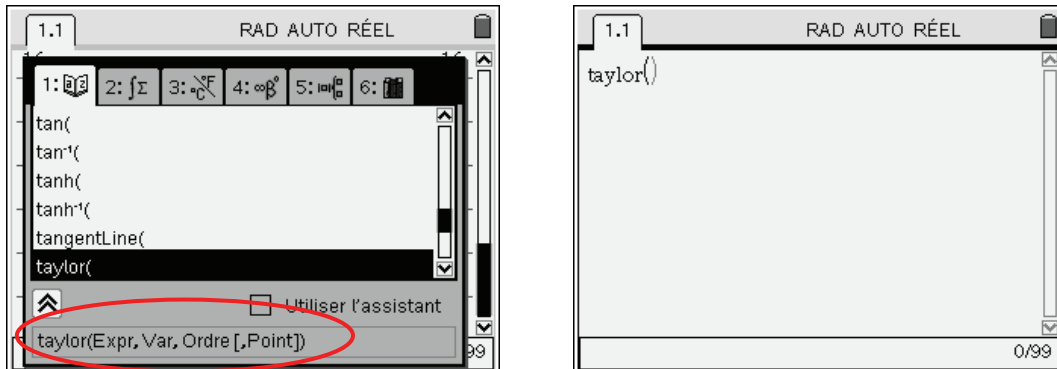 1.1 RAD AUTO RÉEL
1: 2: ∫Σ 3: °C°F 4: ∞β° 5: 6:
tan(
tan⁻¹(
tanh(
tanh⁻¹(
tangentLine(
taylor(
Utiliser l'assistant
taylor(Expr, Var, Ordre [,Point])
99
1.1 RAD AUTO RÉEL
taylor()
0/99